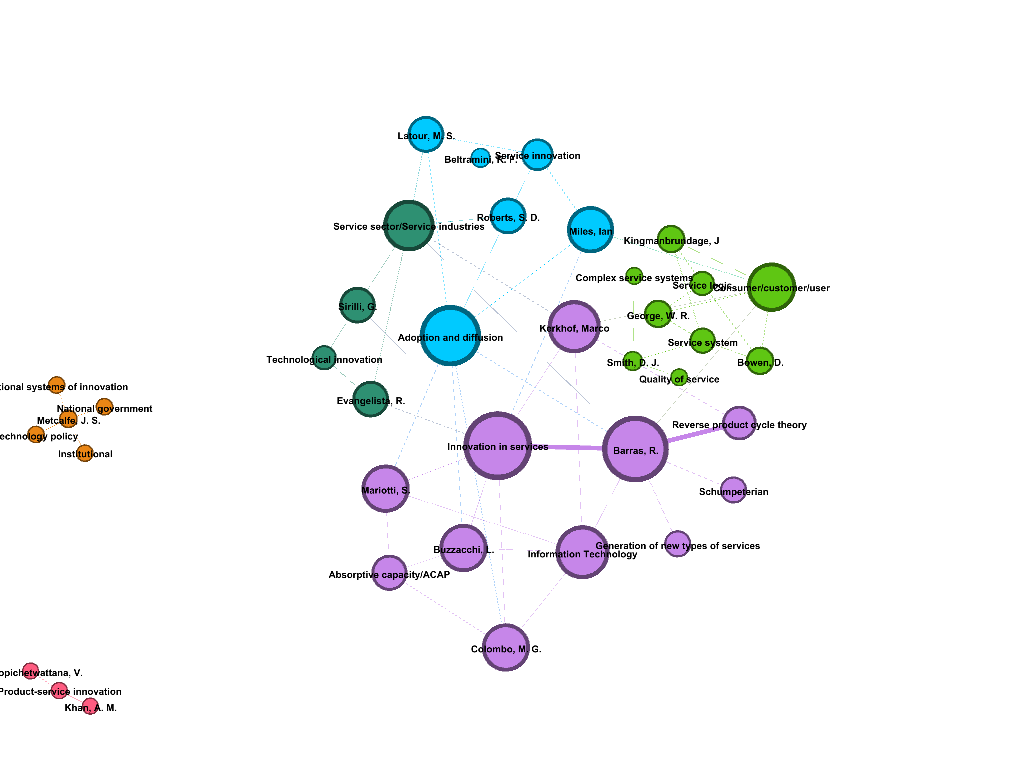 Latour, M. S.
Service innovation
Beltramini, R. F.
Roberts, S. D.
Service sector/Service industries
Miles, Ian
Kingmanbrundage, J
Complex service systems
Service logic
Consumer/customer/user
Sirilli, G.
George, W. R.
Kerkhof, Marco
Adoption and diffusion
Service system
Technological innovation
Smith, D. J.
Bowen, D.
Quality of service
tional systems of innovation
Evangelista, R.
National government
Metcalfe, J. S.
Reverse product cycle theory
echnology policy
Innovation in services
Barras, R.
Institutional
Mariotti, S.
Schumpeterian
Generation of new types of services
Buzzacchi, L.
Information Technology
Absorptive capacity/ACAP
Colombo, M. G.
opichetwattana, V.
Product-service innovation
Khan, A. M.